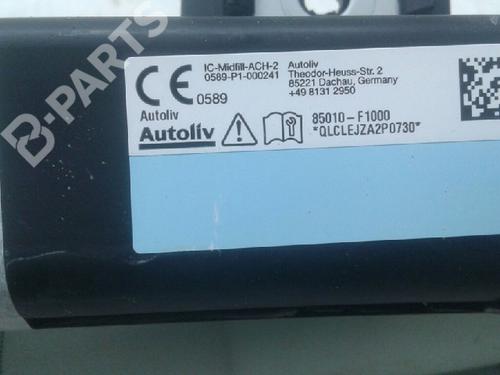 B-PARTS
CE
0589
IC-Midfill-ACH-2
0589-P1-000241
Autoliv
Theodor-Heuss-Str. 2
85221 Dachau, Germany
+49 8131 2950
Autoliv
Autoliv
85010-F1000
*QLCLEJZA2P0730*
B-PARTS